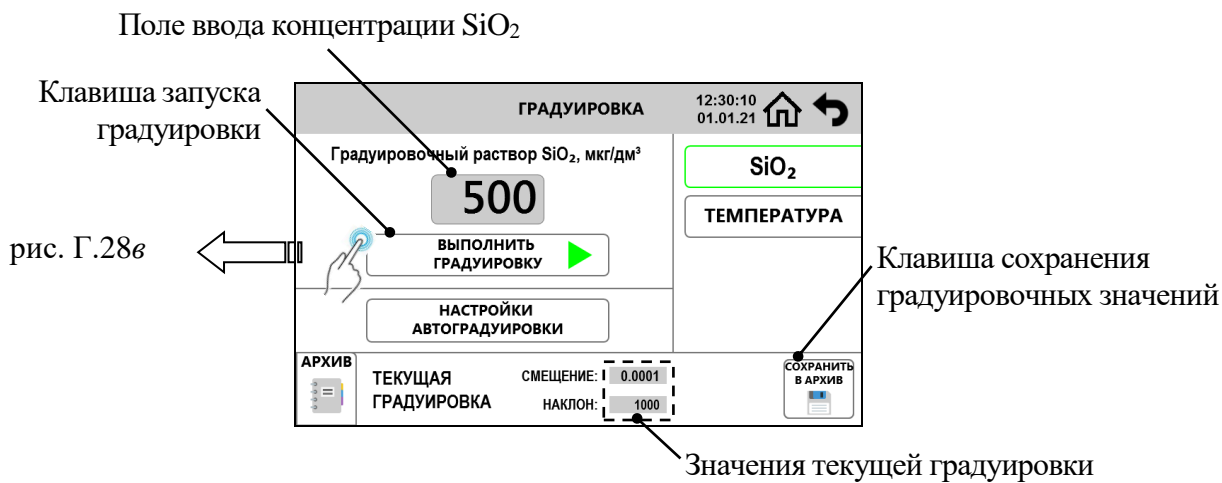 Поле ввода концентрации SiO₂
Клавиша запуска
градуировки
ГРАДУИРОВКА
12:30:10
01.01.21
Градуировочный раствор SiO₂, мкг/дм³
500
SiO₂
ТЕМПЕРАТУРА
ВЫПОЛНИТЬ
ГРАДУИРОВКУ
рис. Г.28в
Клавиша сохранения
градуировочных значений
НАСТРОЙКИ
АВТОГРАДУИРОВКИ
АРХИВ
ТЕКУЩАЯ
ГРАДУИРОВКА
СМЕЩЕНИЕ: 0.0001
НАКЛОН: 1000
СОХРАНИТЬ
В АРХИВ
Значения текущей градуировки